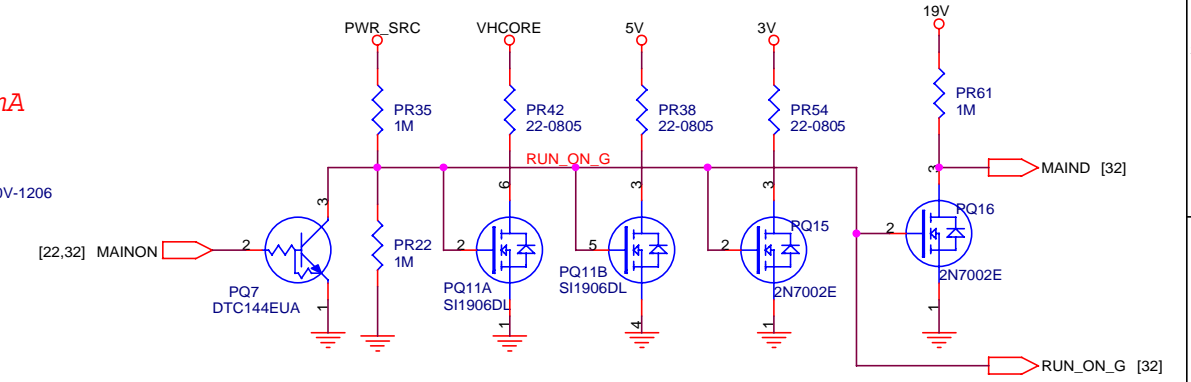 19V
PWR_SRC VHCORE 5V 3V
PR35 1M
PR42 22-0805
PR38 22-0805
PR54 22-0805
PR61 1M
RUN_ON_G
3 6 3 3 3
MAIND [32]
0V-1206
[22,32] MAINON 2
PR22 1M
2 5 2 2
PQ15
PQ16
PQ7 DTC144EUA
PQ11A SI1906DL
PQ11B SI1906DL
2N7002E
2N7002E
1 1 4 1 1
RUN_ON_G [32]